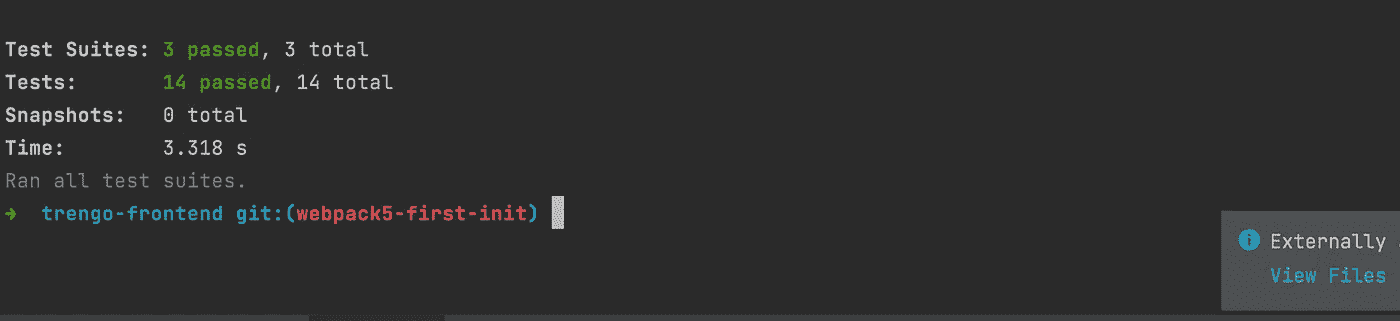 Test Suites: 3 passed, 3 total
Tests:       14 passed, 14 total
Snapshots:   0 total
Time:        3.318 s
Ran all test suites.
➜  trengo-frontend git:(webpack5-first-init)
Externally
View Files